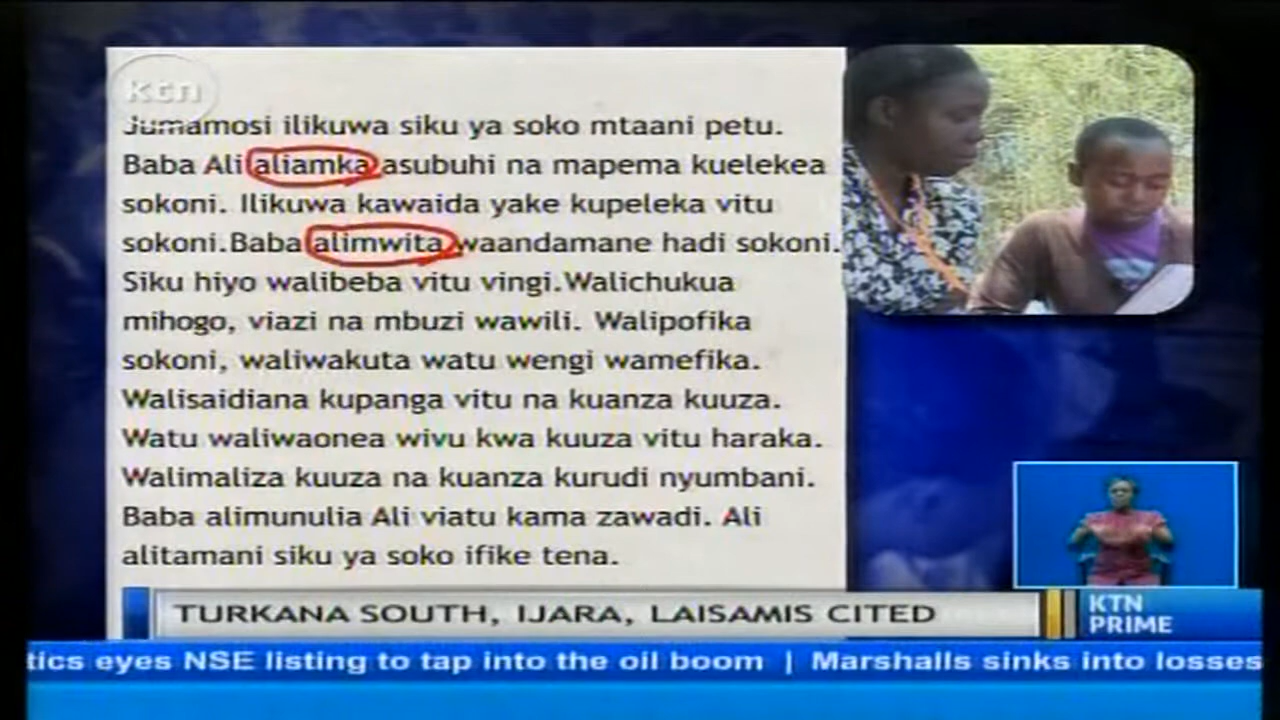 ktn
Jumamosi ilikuwa siku ya soko mtaani petu.
Baba Ali aliamka asubuhi na mapema kuelekea
sokoni. Ilikuwa kawaida yake kupeleka vitu
sokoni.Baba alimwita waandamane hadi sokoni.
Siku hiyo walibeba vitu vingi.Walichukua
mihogo, viazi na mbuzi wawili. Walipofika
sokoni, waliwakuta watu wengi wamefika.
Walisaidiana kupanga vitu na kuanza kuuza.
Watu waliwaonea wivu kwa kuuza vitu haraka.
Walimaliza kuuza na kuanza kurudi nyumbani.
Baba alimunulia Ali viatu kama zawadi. Ali
alitamani siku ya soko ifike tena.
TURKANA SOUTH, IJARA, LAISAMIS CITED
KTN
PRIME
tics eyes NSE listing to tap into the oil boom | Marshalls sinks into losses